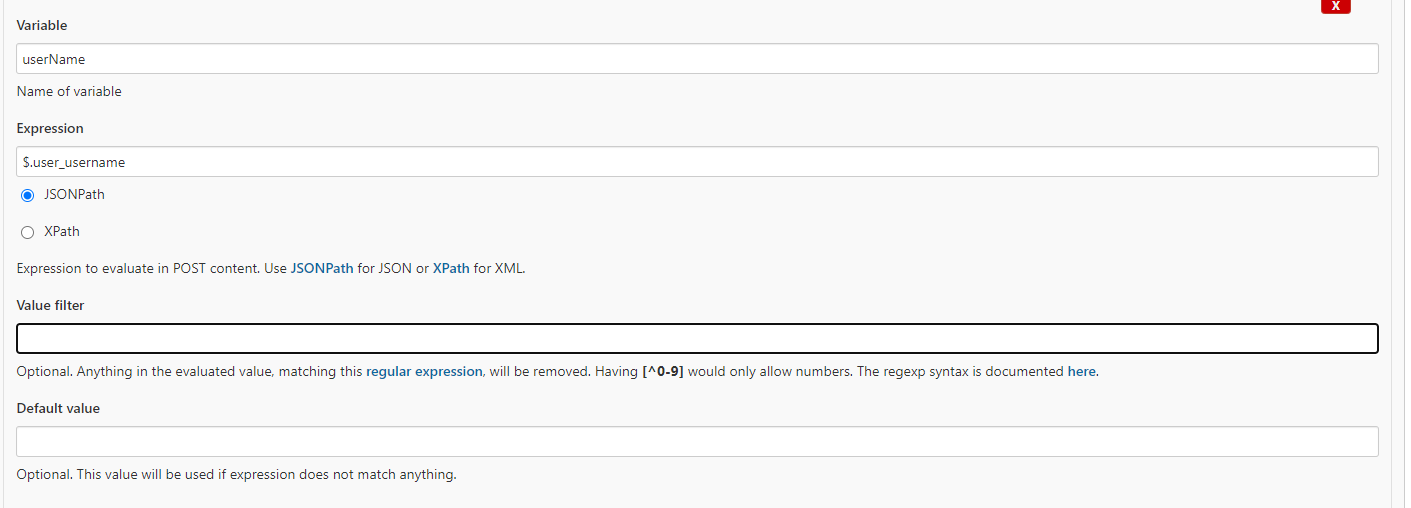 X
Variable
userName
Name of variable
Expression
$.user_username
JSONPath
XPath
Expression to evaluate in POST content. Use JSONPath for JSON or XPath for XML.
Value filter
Optional. Anything in the evaluated value, matching this regular expression, will be removed. Having [^0-9] would only allow numbers. The regexp syntax is documented here.
Default value
Optional. This value will be used if expression does not match anything.